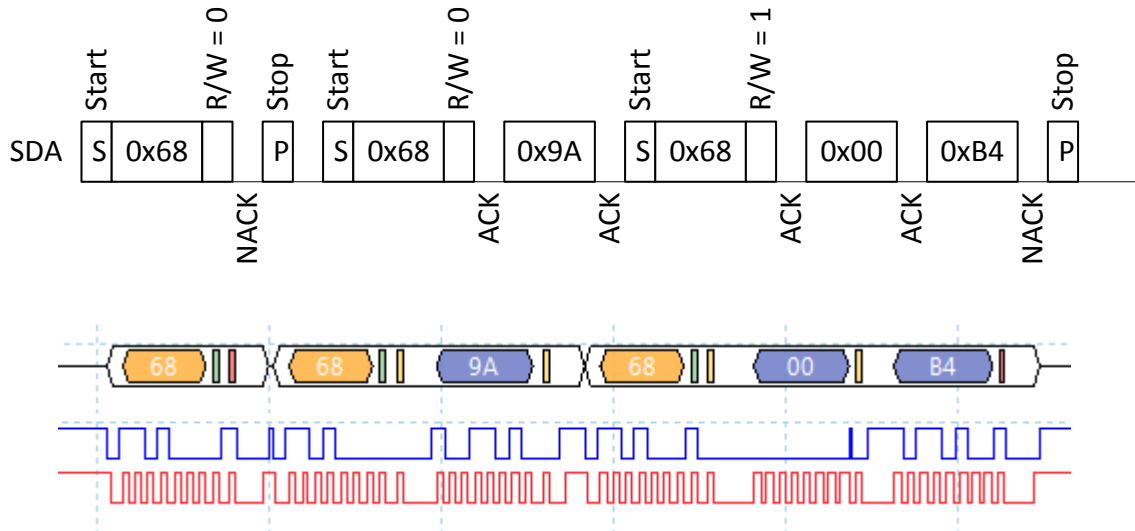 Start R/W = 0 Stop Start R/W = 0 Start R/W = 1 Stop
SDA S 0x68 P S 0x68 0x9A S 0x68 0x00 0xB4 P
NACK ACK ACK ACK ACK NACK
68 68 9A 68 00 B4